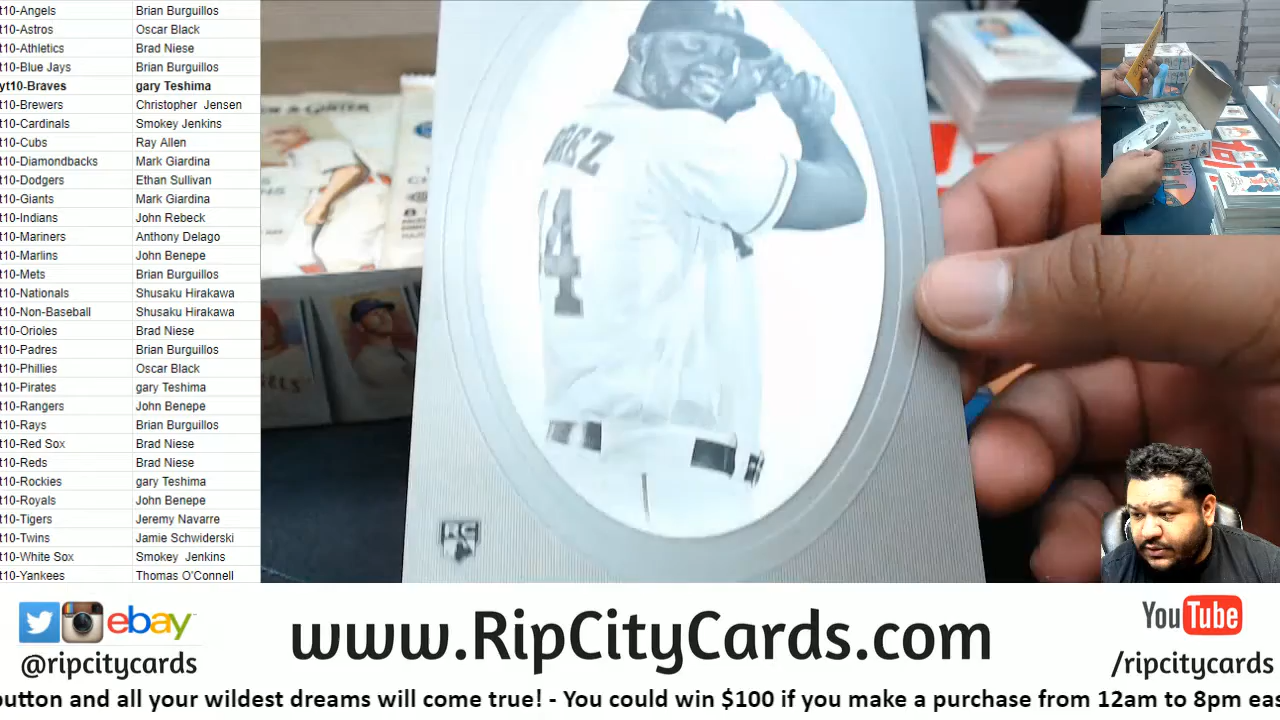 t10-Angels Brian Burguillos
t10-Astros Oscar Black
t10-Athletics Brad Niese
t10-Blue Jays Brian Burguillos
yt10-Braves gary Teshima
t10-Brewers Christopher Jensen
t10-Cardinals Smokey Jenkins
t10-Cubs Ray Allen
t10-Diamondbacks Mark Giardina
t10-Dodgers Ethan Sullivan
t10-Giants Mark Giardina
t10-Indians John Rebeck
t10-Mariners Anthony Delago
t10-Marlins John Benepe
t10-Mets Brian Burguillos
t10-Nationals Shusaku Hirakawa
t10-Non-Baseball Shusaku Hirakawa
t10-Orioles Brad Niese
t10-Padres Brian Burguillos
t10-Phillies Oscar Black
t10-Pirates gary Teshima
t10-Rangers John Benepe
t10-Rays Brian Burguillos
t10-Red Sox Brad Niese
t10-Reds Brad Niese
t10-Rockies gary Teshima
t10-Royals John Benepe
t10-Tigers Jeremy Navarre
t10-Twins Jamie Schwiderski
t10-White Sox Smokey Jenkins
t10-Yankees Thomas O'Connell
44
RC
ebay
@ripcitycards
www.RipCityCards.com
YouTube
/ripcitycards
button and all your wildest dreams will come true! - You could win $100 if you make a purchase from 12am to 8pm eas